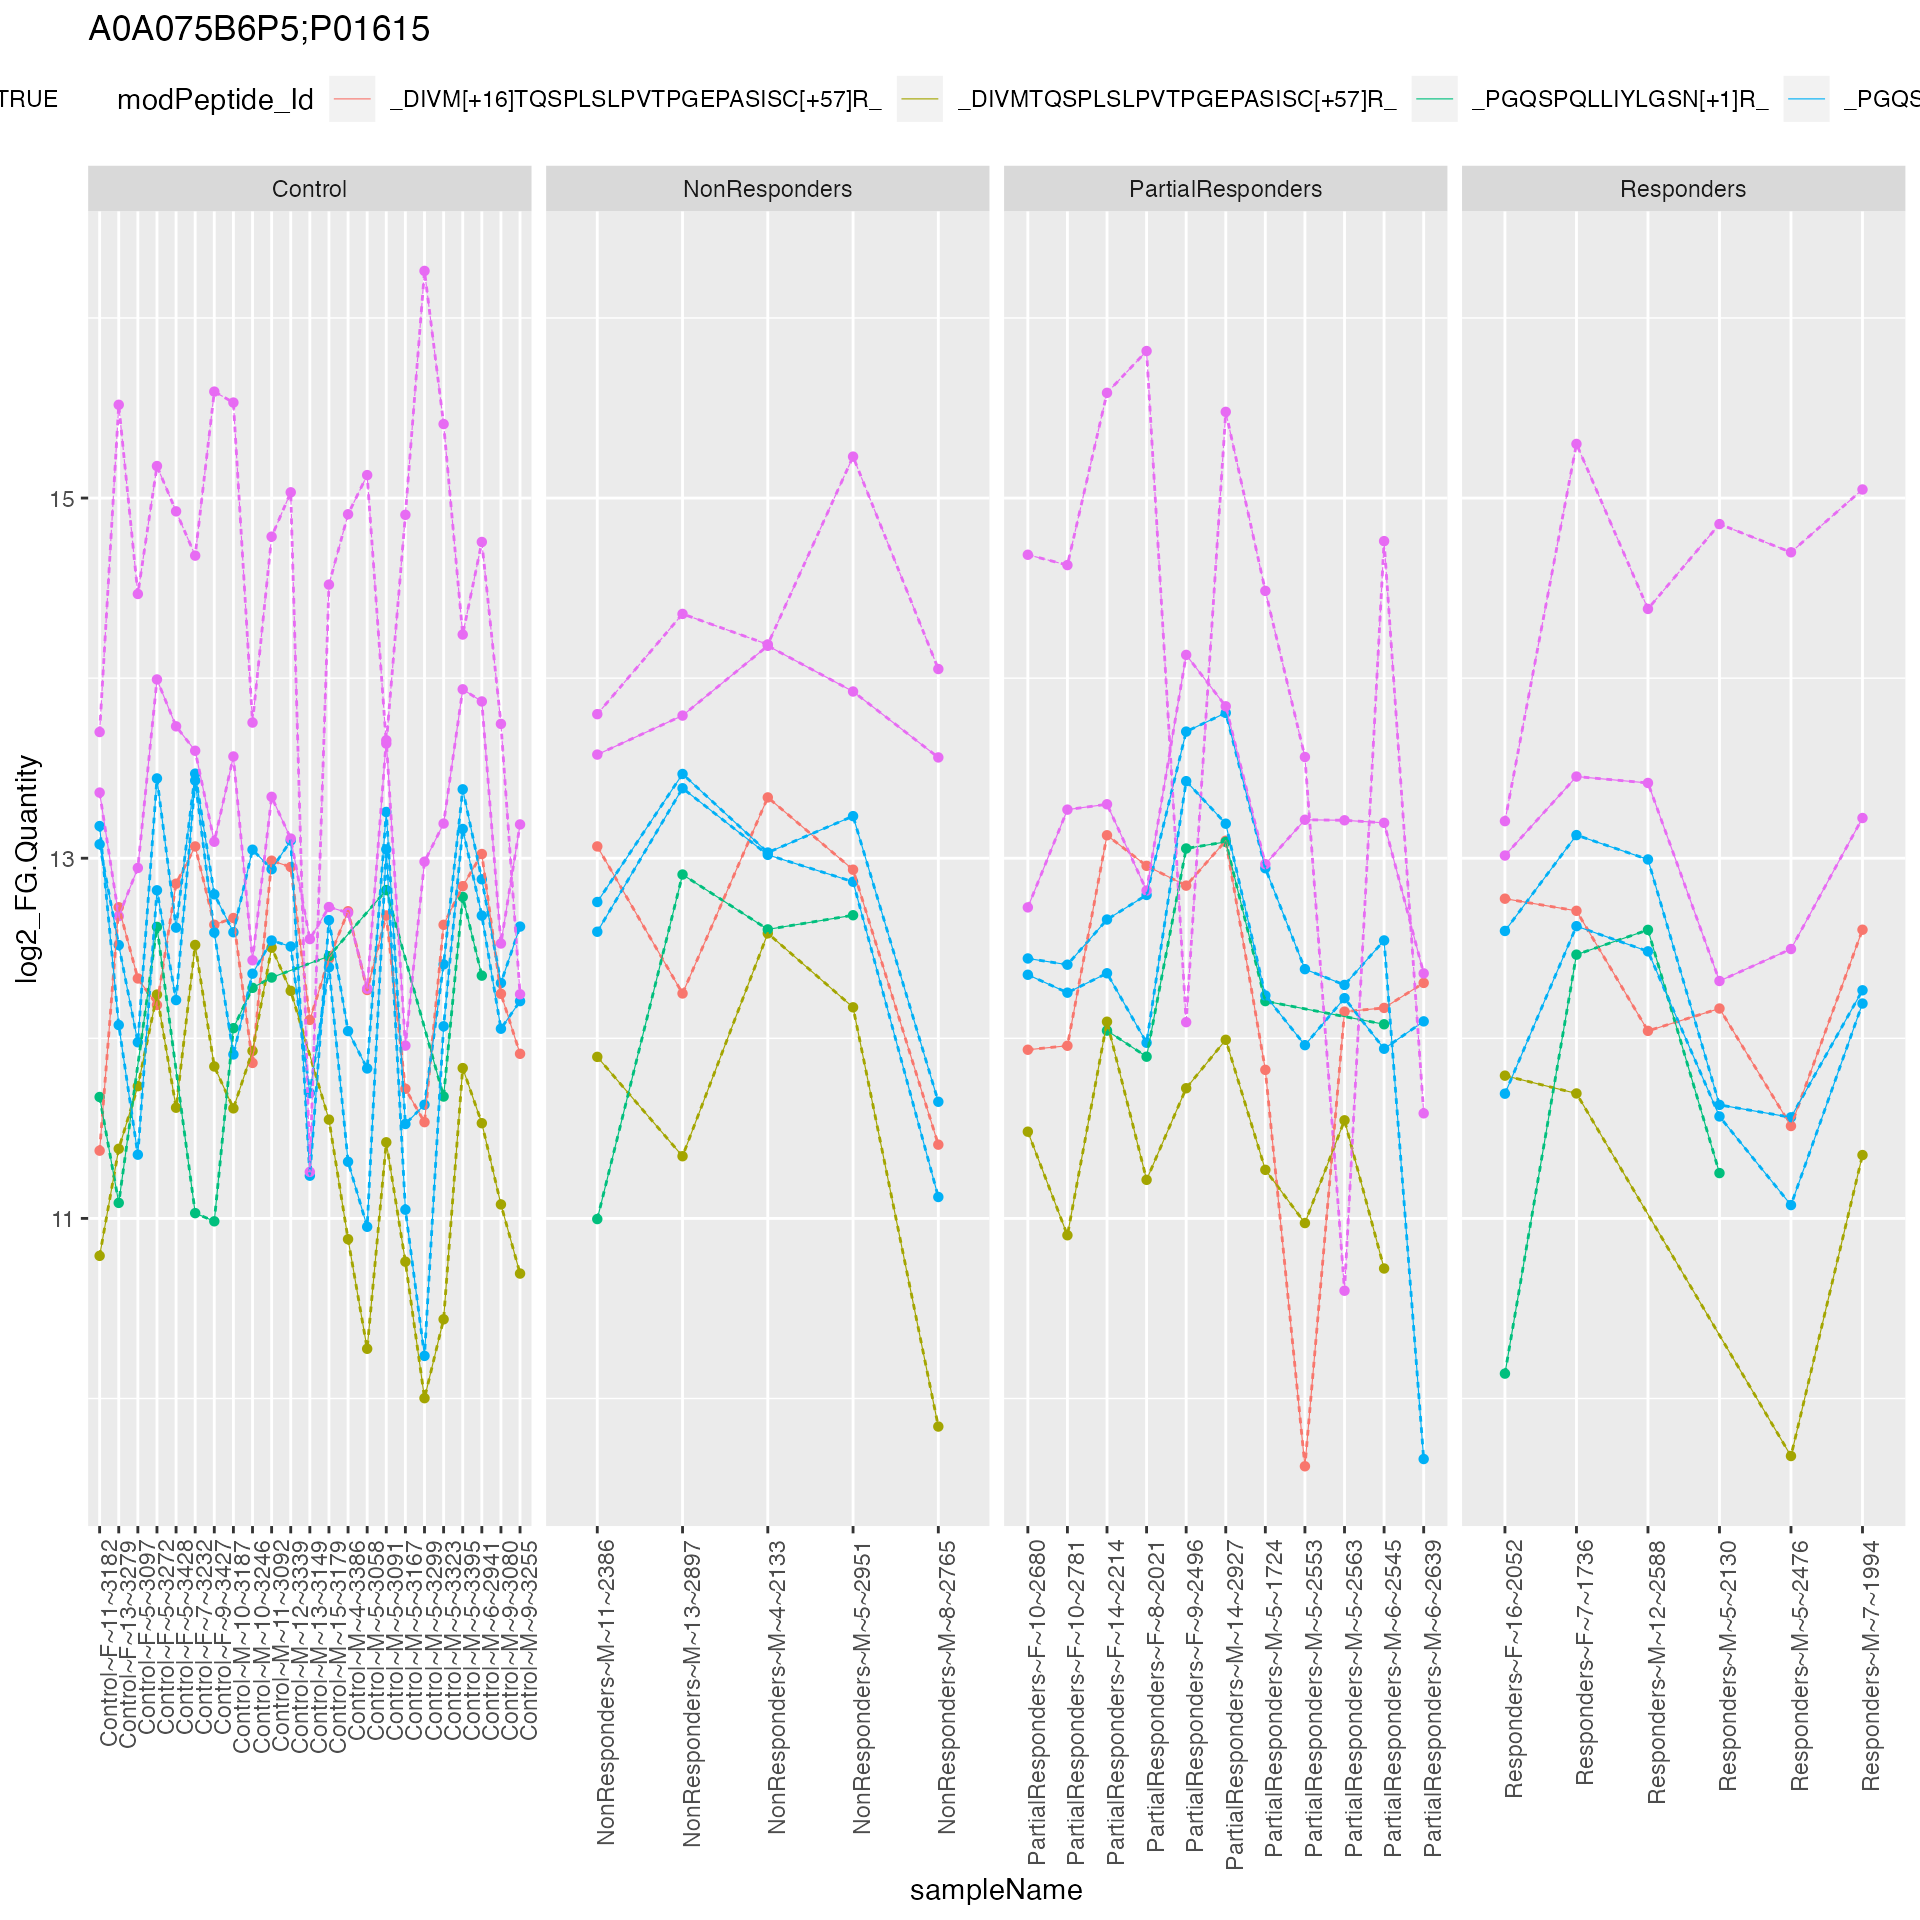 A0A075B6P5;P01615
TRUE modPeptide_Id _DIVM[+16]TQSPLSLPVTPGEPASISC[+57]R_ _DIVMTQSPLSLPVTPGEPASISC[+57]R_ _PGQSPQLLIYLGSN[+1]R_ _PGQS
Control NonResponders PartialResponders Responders
log2_FG.Quantity
15
13
11
Control~F~11~3182
Control~F~13~3279
Control~F~5~3097
Control~F~5~3272
Control~F~5~3428
Control~F~7~3232
Control~F~9~3427
Control~M~10~3187
Control~M~10~3246
Control~M~11~3092
Control~M~12~3339
Control~M~13~3149
Control~M~15~3179
Control~M~4~3386
Control~M~5~3058
Control~M~5~3091
Control~M~5~3167
Control~M~5~3299
Control~M~5~3323
Control~M~5~3395
Control~M~6~2941
Control~M~9~3080
Control~M~9~3255
NonResponders~M~11~2386
NonResponders~M~13~2897
NonResponders~M~4~2133
NonResponders~M~5~2951
NonResponders~M~8~2765
PartialResponders~F~10~2680
PartialResponders~F~10~2781
PartialResponders~F~14~2214
PartialResponders~F~8~2021
PartialResponders~F~9~2496
PartialResponders~M~14~2927
PartialResponders~M~5~1724
PartialResponders~M~5~2553
PartialResponders~M~5~2563
PartialResponders~M~6~2545
PartialResponders~M~6~2639
Responders~F~16~2052
Responders~F~7~1736
Responders~M~12~2588
Responders~M~5~2130
Responders~M~5~2476
Responders~M~7~1994
sampleName